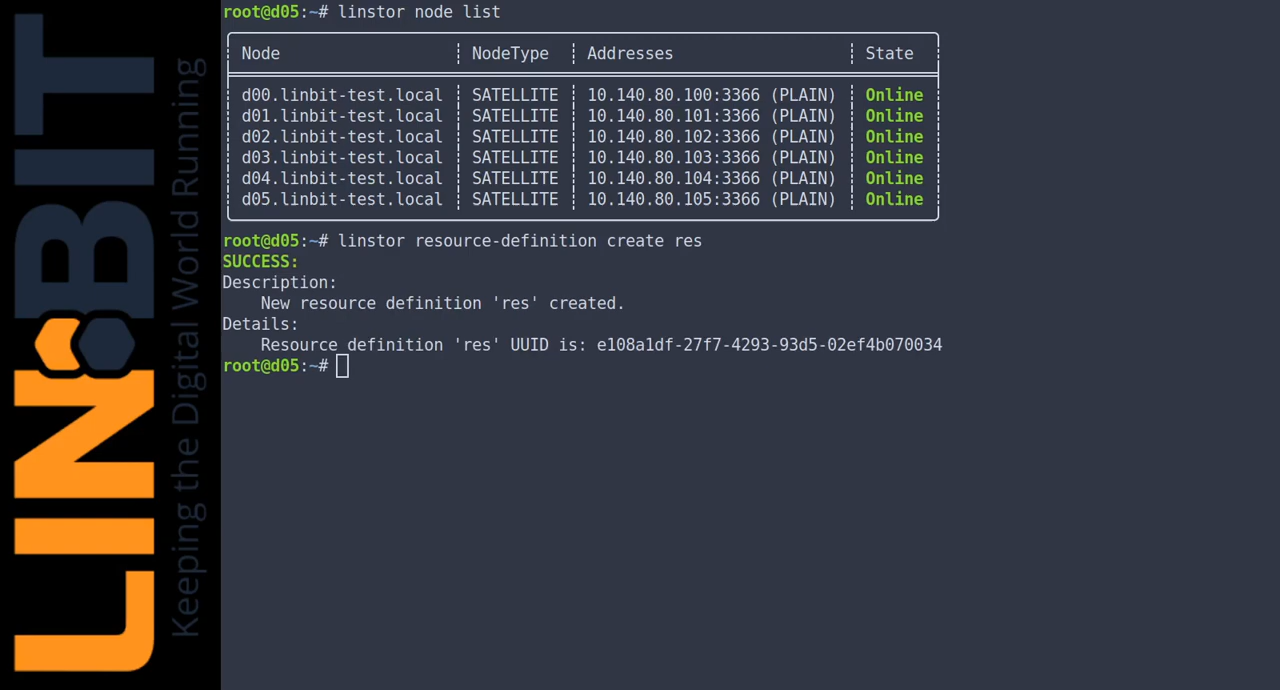 LINBIT
Keeping the Digital World Running
root@d05:~# linstor node list
Node NodeType Addresses State
d00.linbit-test.local SATELLITE 10.140.80.100:3366 (PLAIN) Online
d01.linbit-test.local SATELLITE 10.140.80.101:3366 (PLAIN) Online
d02.linbit-test.local SATELLITE 10.140.80.102:3366 (PLAIN) Online
d03.linbit-test.local SATELLITE 10.140.80.103:3366 (PLAIN) Online
d04.linbit-test.local SATELLITE 10.140.80.104:3366 (PLAIN) Online
d05.linbit-test.local SATELLITE 10.140.80.105:3366 (PLAIN) Online
root@d05:~# linstor resource-definition create res
SUCCESS:
Description:
    New resource definition 'res' created.
Details:
    Resource definition 'res' UUID is: e108a1df-27f7-4293-93d5-02ef4b070034
root@d05:~#